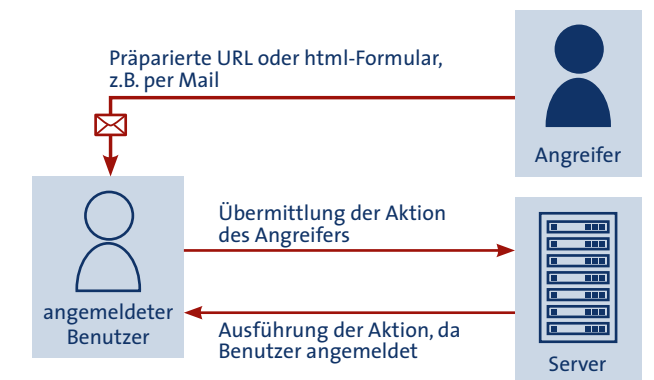 Präparierte URL oder html-Formular,
z.B. per Mail
Angreifer
Übermittlung der Aktion
des Angreifers
angemeldeter
Benutzer
Ausführung der Aktion, da
Benutzer angemeldet
Server